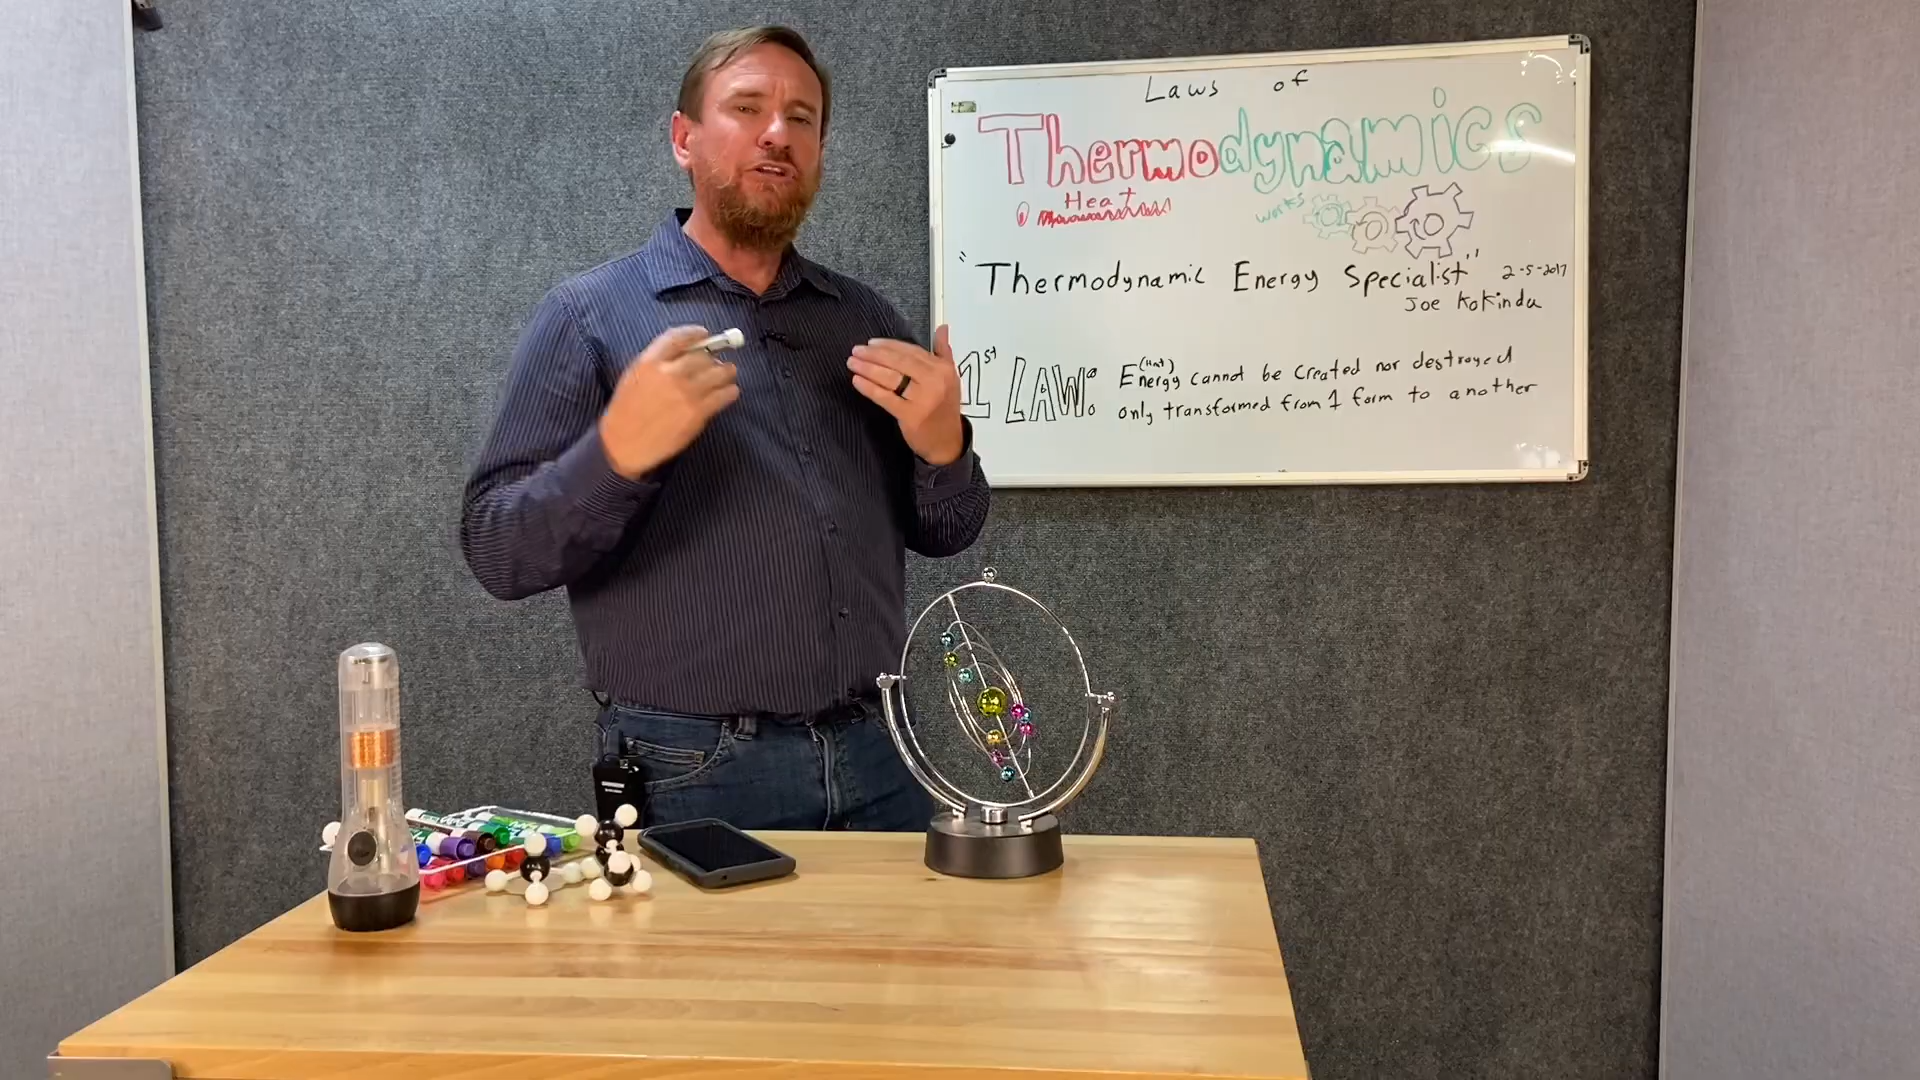 Laws of
Thermodynamics
Heat
works
"Thermodynamic Energy Specialist" 2-5-2017
Joe Kokinda
1st LAW: Energy cannot be created nor destroyed
(Heat)
only transformed from 1 form to another